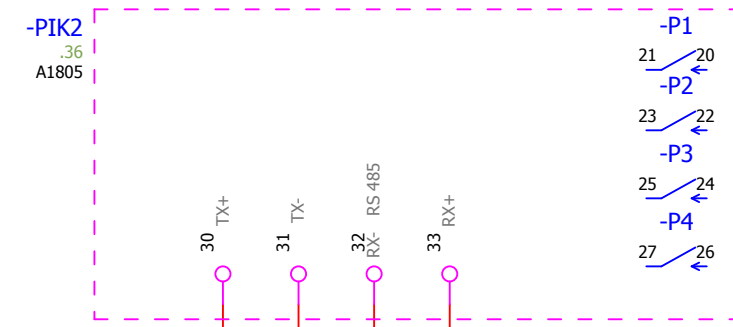 -PIK2
.36
A1805
-P1
21 20
-P2
23 22
-P3
25 24
-P4
27 26
30 TX+
31 TX-
32 RX- RS 485
33 RX+